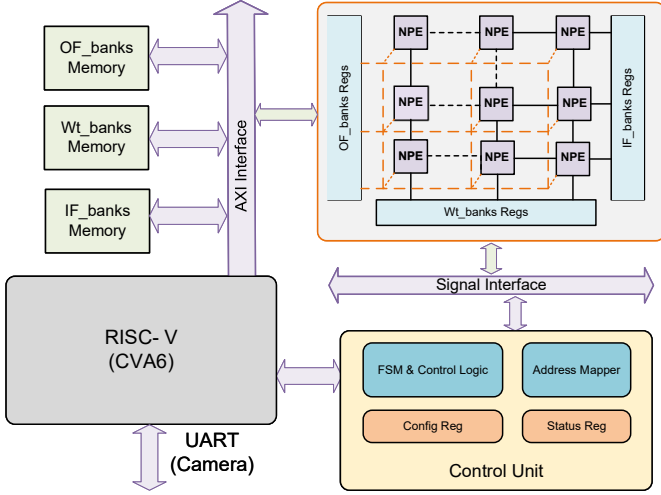 OF_banks
Memory
Wt_banks
Memory
IF_banks
Memory
AXI Interface
OF_banks Regs
NPE NPE NPE
NPE NPE NPE
NPE NPE NPE
IF_banks Regs
Wt_banks Regs
Signal Interface
RISC- V
(CVA6)
UART
(Camera)
FSM & Control Logic
Address Mapper
Config Reg
Status Reg
Control Unit